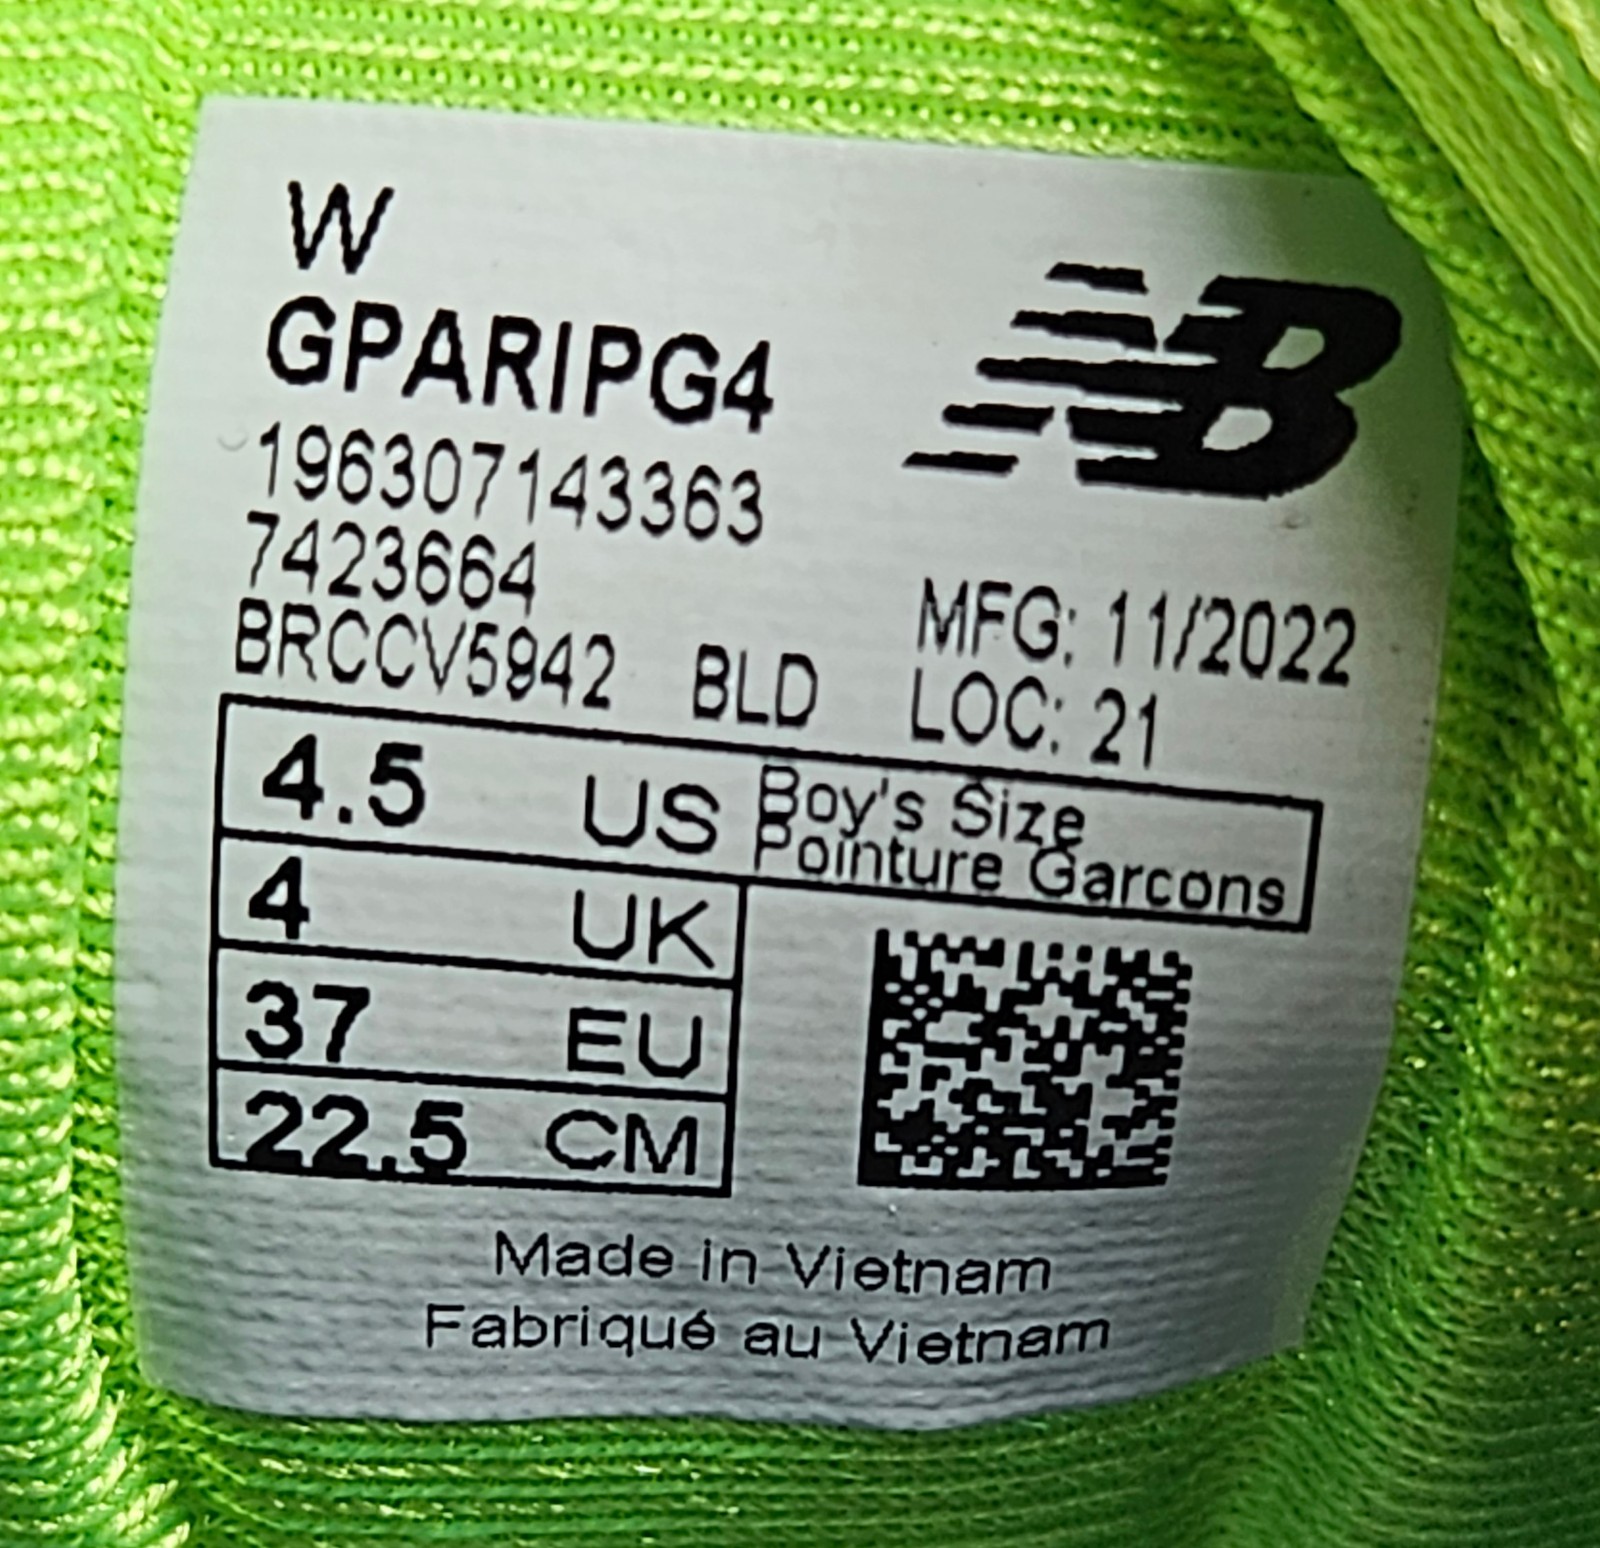 W
GPARIPG4
196307143363
7423664
BRCCV5942 BLD
NB
MFG: 11/2022
LOC: 21
4.5 US Boy's Size
Pointure Garcons
4 UK
37 EU
22.5 CM
Made in Vietnam
Fabriqué au Vietnam